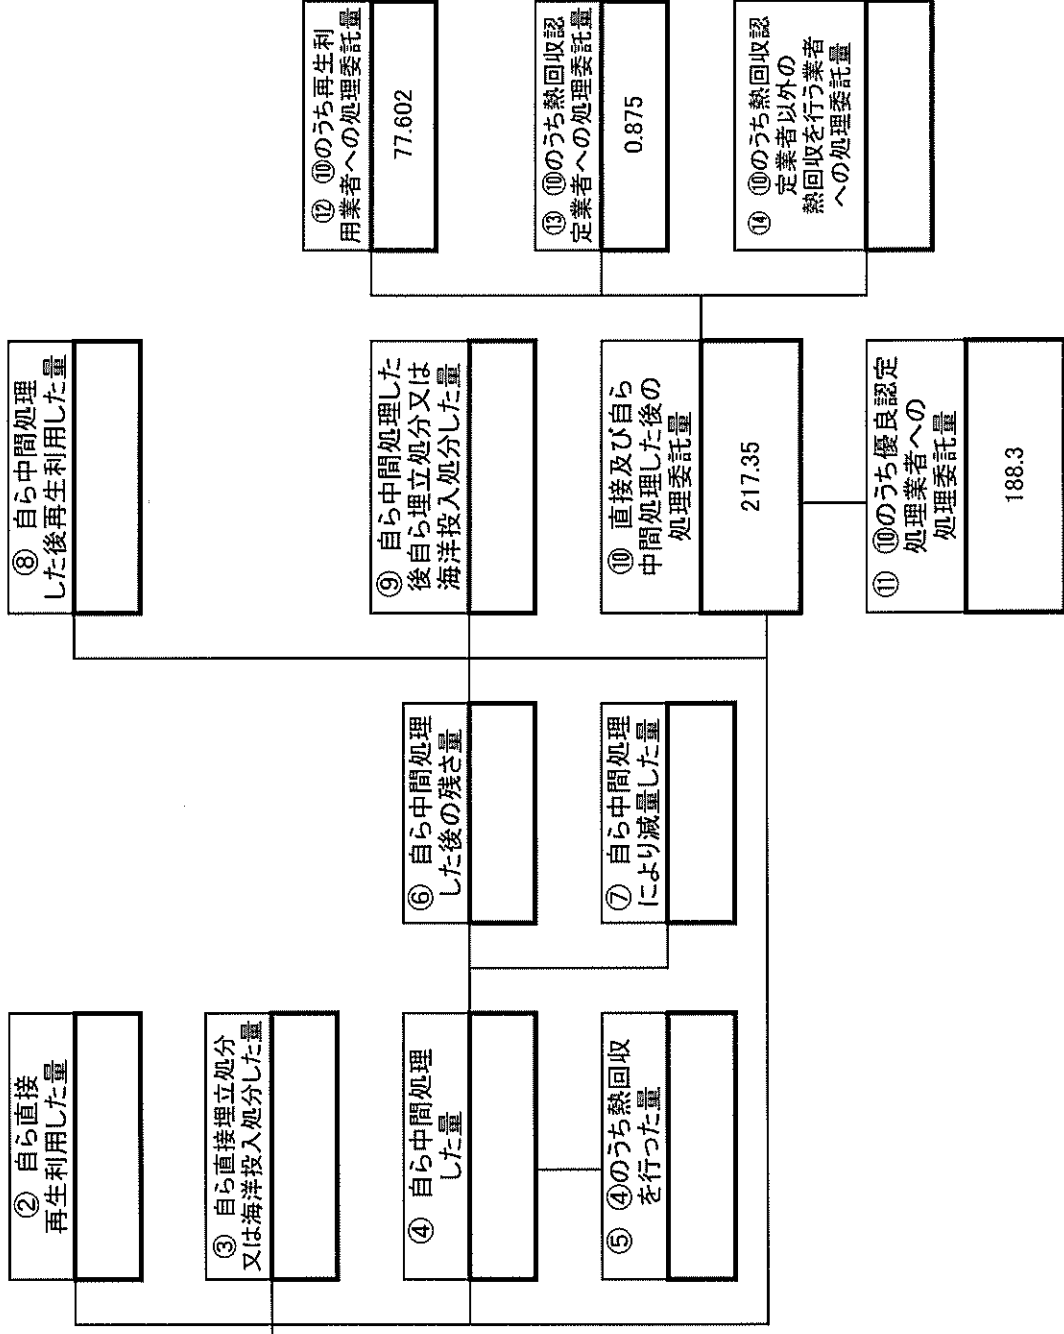 ② 自ら直接
再生利用した量
③ 自ら直接埋立処分
又は海洋投入処分した量
④ 自ら中間処理
した量
⑤ ④のうち熱回収
を行った量
⑥ 自ら中間処理
した後の残さ量
⑦ 自ら中間処理
により減量した量
⑧ 自ら中間処理
した後再生利用した量
⑨ 自ら中間処理した
後自ら埋立処分又は
海洋投入処分した量
⑩ 直接及び自ら
中間処理した後の
処理委託量
217.35
⑪ ⑩のうち優良認定
処理業者への
処理委託量
188.3
⑫ ⑩のうち再生利
用業者への処理委託量
77.602
⑬ ⑩のうち熱回収認
定業者への処理委託量
0.875
⑭ ⑩のうち熱回収認
定業者以外の
熱回収を行う業者
への処理委託量